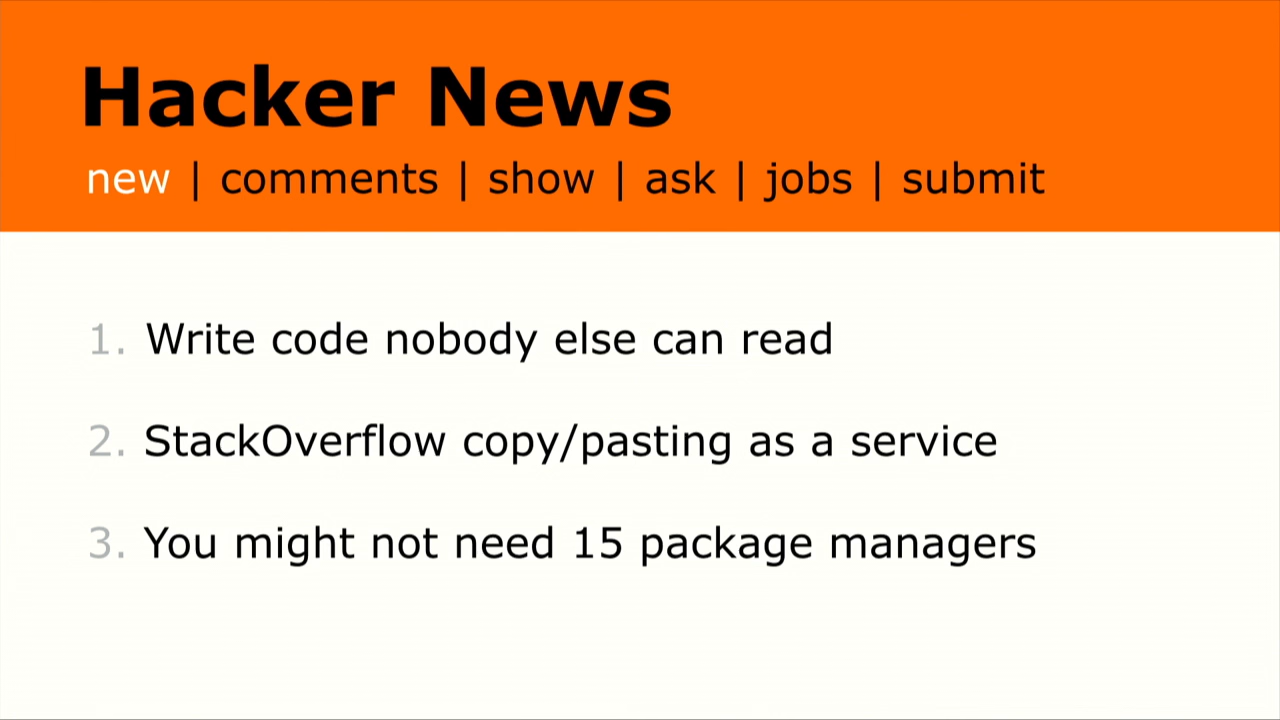 Hacker News
new | comments | show | ask | jobs | submit
1. Write code nobody else can read
2. StackOverflow copy/pasting as a service
3. You might not need 15 package managers